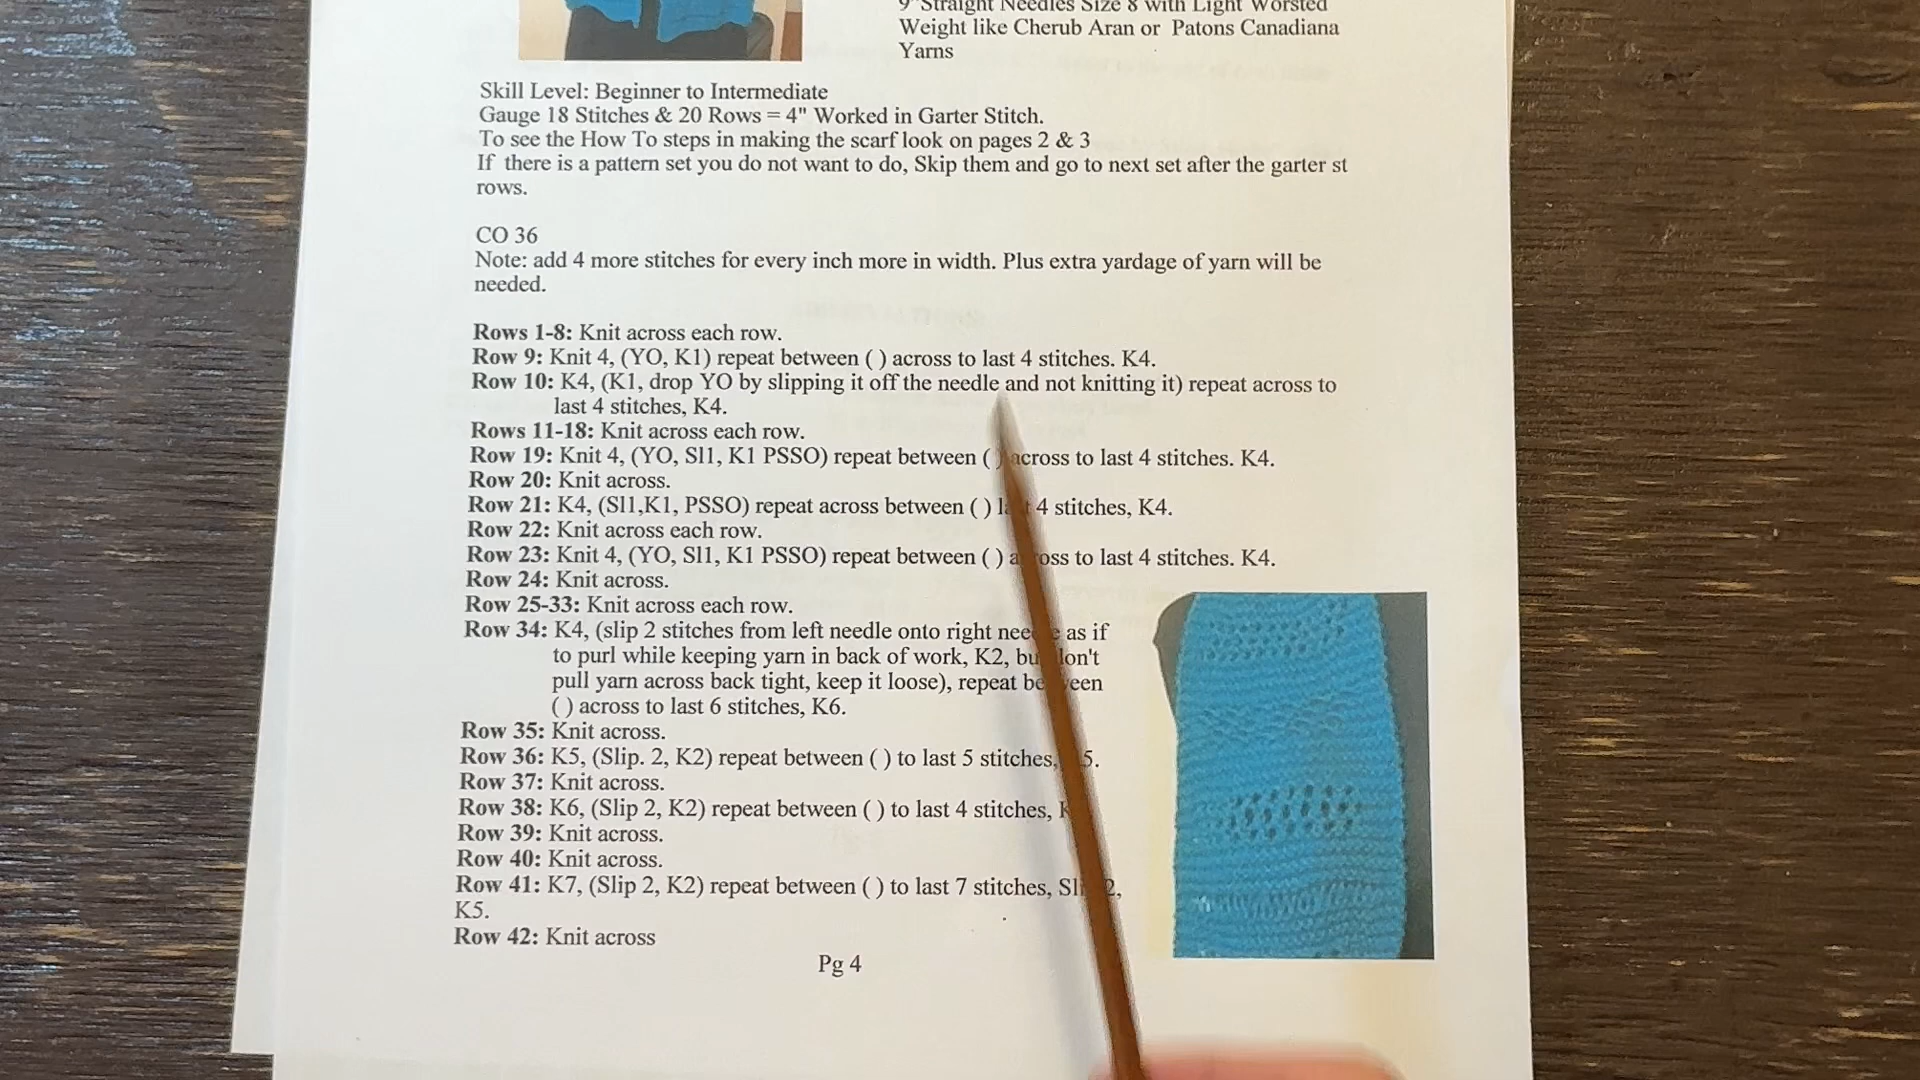 9" Straight Needles Size 8 with Light Worsted
Weight like Cherub Aran or Patons Canadiana
Yarns
Skill Level: Beginner to Intermediate
Gauge 18 Stitches & 20 Rows = 4" Worked in Garter Stitch.
To see the How To steps in making the scarf look on pages 2 & 3
If there is a pattern set you do not want to do, Skip them and go to next set after the garter st
rows.
CO 36
Note: add 4 more stitches for every inch more in width. Plus extra yardage of yarn will be
needed.
Rows 1-8: Knit across each row.
Row 9: Knit 4, (YO, K1) repeat between ( ) across to last 4 stitches. K4.
Row 10: K4, (K1, drop YO by slipping it off the needle and not knitting it) repeat across to
last 4 stitches, K4.
Rows 11-18: Knit across each row.
Row 19: Knit 4, (YO, Sl1, K1 PSSO) repeat between ( ) across to last 4 stitches. K4.
Row 20: Knit across.
Row 21: K4, (Sl1,K1, PSSO) repeat across between ( ) last 4 stitches, K4.
Row 22: Knit across each row.
Row 23: Knit 4, (YO, Sl1, K1 PSSO) repeat between ( ) across to last 4 stitches. K4.
Row 24: Knit across.
Row 25-33: Knit across each row.
Row 34: K4, (slip 2 stitches from left needle onto right needle as if
to purl while keeping yarn in back of work, K2, but don't
pull yarn across back tight, keep it loose), repeat between
( ) across to last 6 stitches, K6.
Row 35: Knit across.
Row 36: K5, (Slip. 2, K2) repeat between ( ) to last 5 stitches, 5.
Row 37: Knit across.
Row 38: K6, (Slip 2, K2) repeat between ( ) to last 4 stitches,
Row 39: Knit across.
Row 40: Knit across.
Row 41: K7, (Slip 2, K2) repeat between ( ) to last 7 stitches, Slip 2,
K5.
Row 42: Knit across
Pg 4